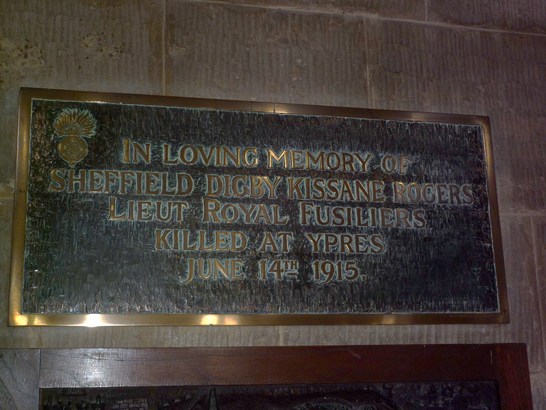 IN LOVING MEMORY OF
SHEFFIELD DIGBY KISSANE ROGERS
LIEUT ROYAL FUSILIERS
KILLED AT YPRES
JUNE 14TH 1915.